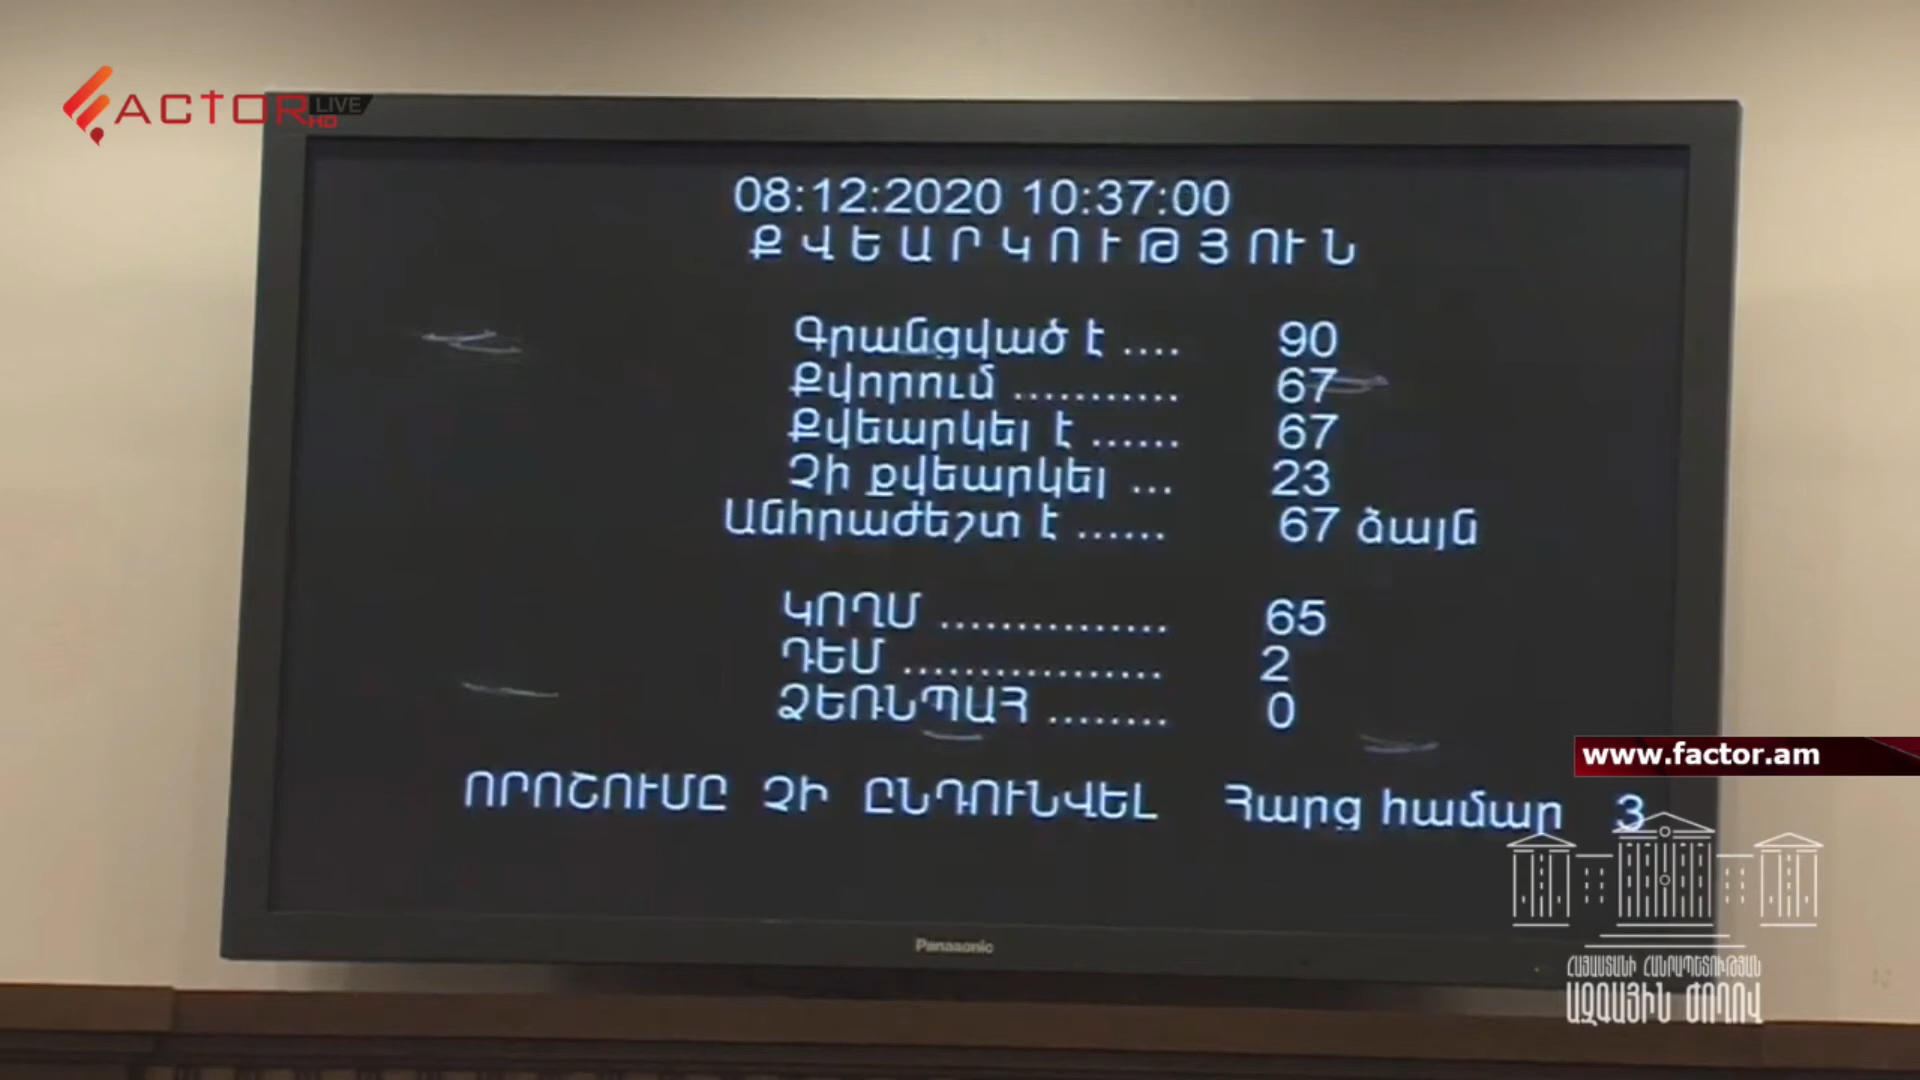 ACTOR LIVE HD
08:12:2020 10:37:00
ՔՎԵԱՐԿՈՒԹՅՈՒՆ
Գրանցված է .... 90
Քվորում ........... 67
Քվեարկել է ...... 67
Չի քվեարկել ... 23
Անհրաժեշտ է ...... 67 ձայն
ԿՈՂՄ ............... 65
ԴԵՄ ................. 2
ՁԵՌՆՊԱՀ ........ 0
ՈՐՈՇՈՒՄԸ ՉԻ ԸՆԴՈՒՆՎԵԼ Հարց համար 3
www.factor.am
Panasonic
ՀԱՅԱՍՏԱՆԻ ՀԱՆՐԱՊԵՏՈՒԹՅԱՆ
ԱԶԳԱՅԻՆ ԺՈՂՈՎ